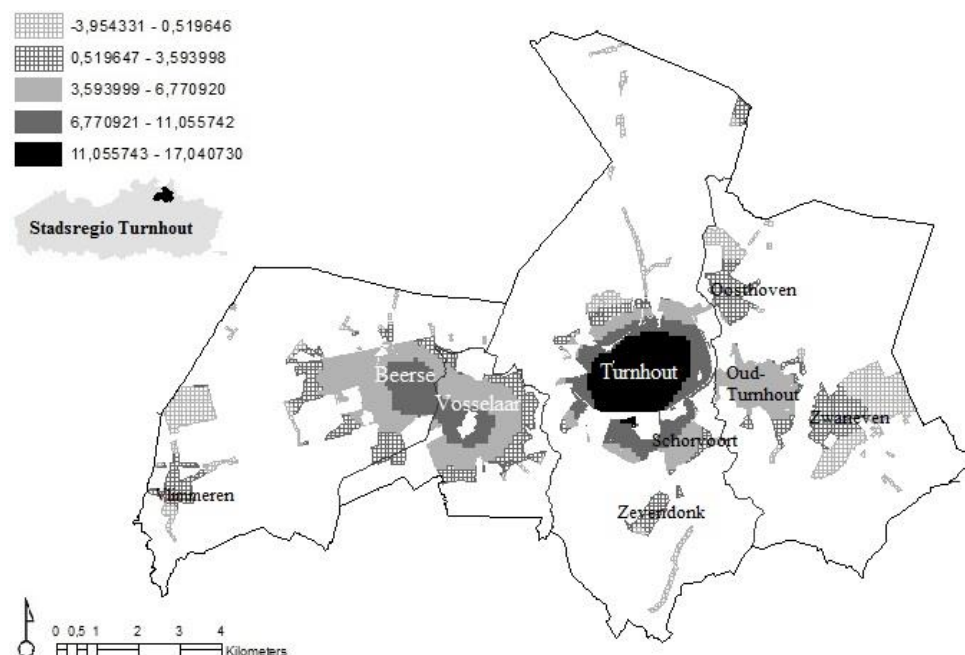 -3,954331 - 0,519646
0,519647 - 3,593998
3,593999 - 6,770920
6,770921 - 11,055742
11,055743 - 17,040730
Stadsregio Turnhout
Oosthoven
Beerse
Turnhout
Oud-
Turnhout
Vosselaar
Zwaneven
Schorvoort
Vlimmeren
Zevendonk
0 0,5 1 2 3 4
Kilometers